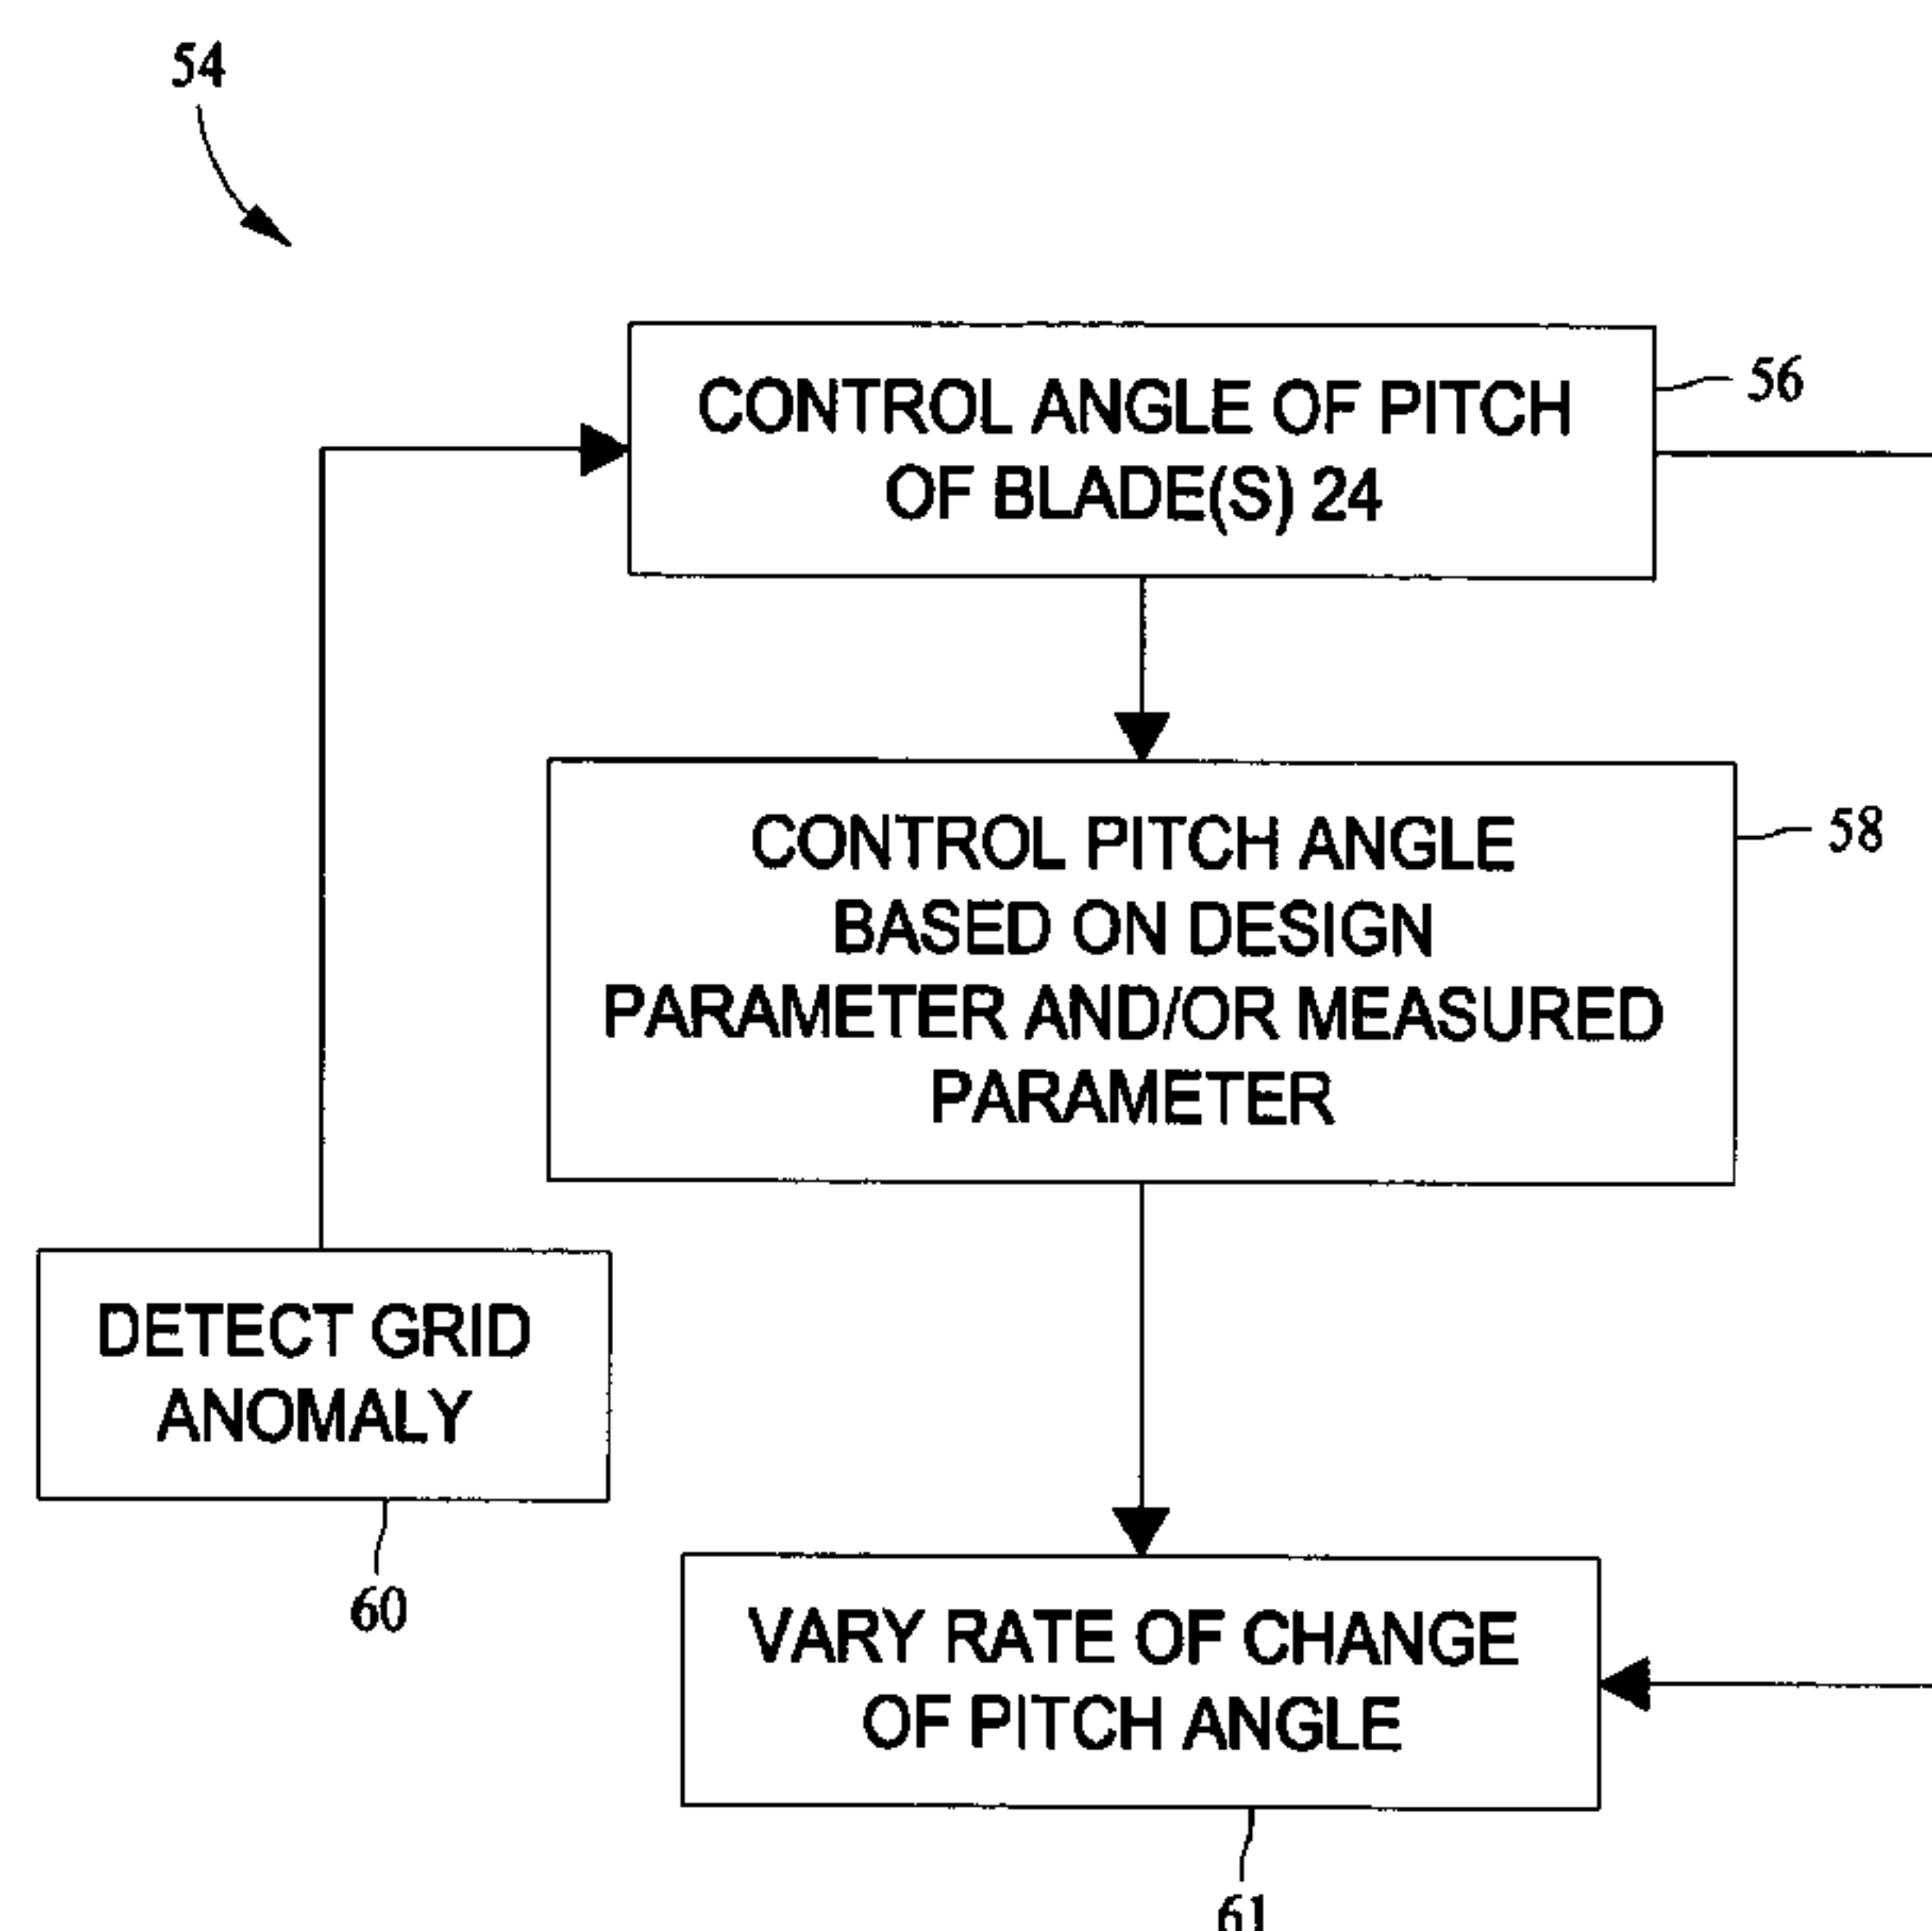 54
CONTROL ANGLE OF PITCH
OF BLADE(S) 24
56
CONTROL PITCH ANGLE
BASED ON DESIGN
PARAMETER AND/OR MEASURED
PARAMETER
58
DETECT GRID
ANOMALY
60
VARY RATE OF CHANGE
OF PITCH ANGLE
61